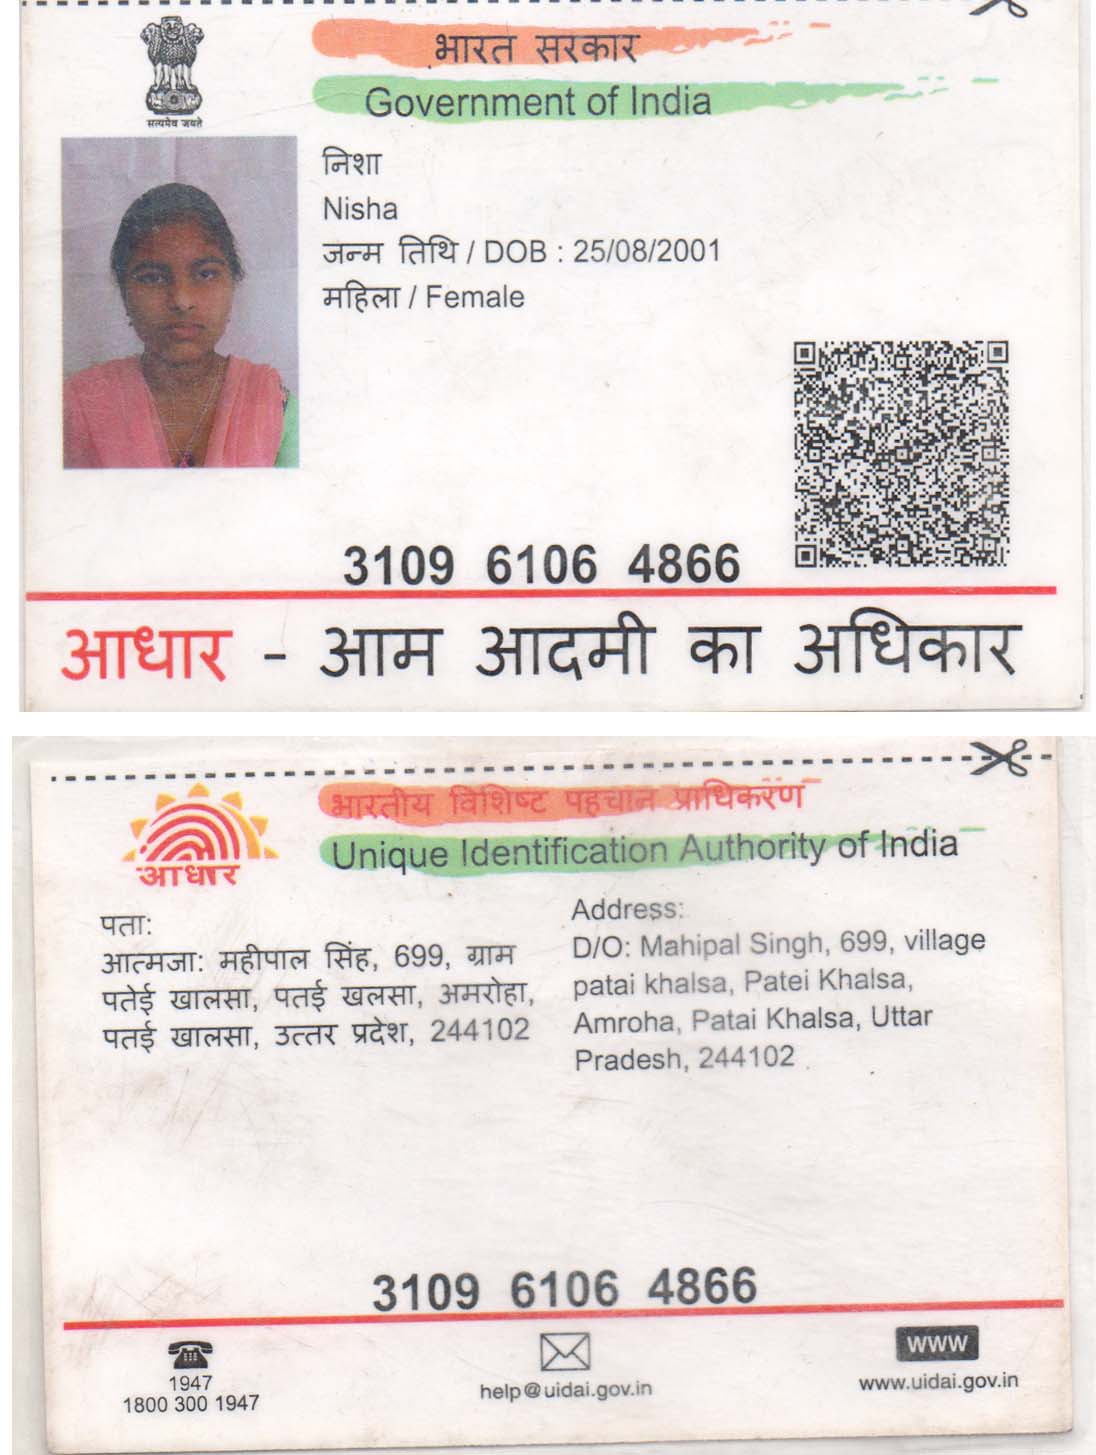 सत्यमेव जयते
भारत सरकार
Government of India
निशा
Nisha
जन्म तिथि / DOB : 25/08/2001
महिला / Female
3109 6106 4866
आधार - आम आदमी का अधिकार
आधार
भारतीय विशिष्ट पहचान प्राधिकरण
Unique Identification Authority of India
पता:
आत्मजा: महीपाल सिंह, 699, ग्राम
पतेई खालसा, पतई खलसा, अमरोहा,
पतई खालसा, उत्तर प्रदेश, 244102
Address:
D/O: Mahipal Singh, 699, village
patai khalsa, Patei Khalsa,
Amroha, Patai Khalsa, Uttar
Pradesh, 244102
3109 6106 4866
1947
1800 300 1947
help@uidai.gov.in
www
www.uidai.gov.in